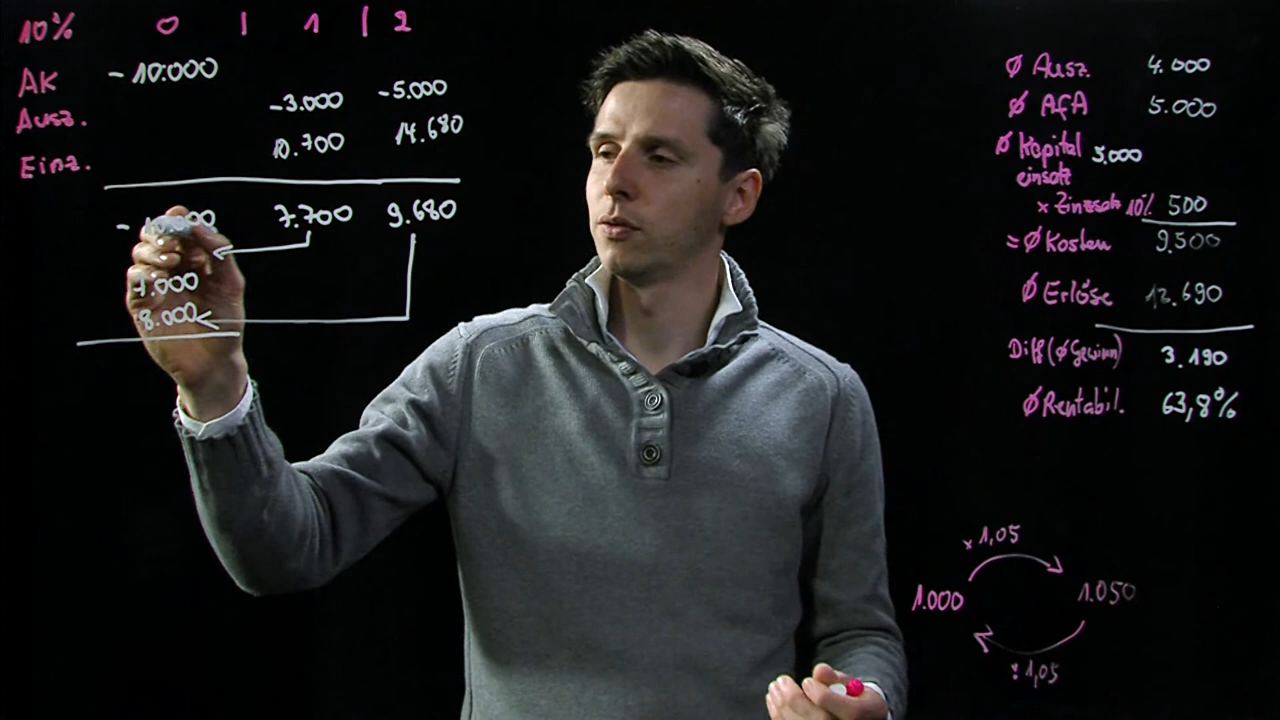 10% 0 | 1 | 2
AK -10.000
Ausz. -3.000 -5.000
Einz. 10.700 14.680
7.700 9.680
7.000
8.000
Ø Ausz. 4.000
Ø AfA 5.000
Ø Kapital 5.000
einsatz
x Zinssatz 10% 500
= Ø Kosten 9.500
Ø Erlöse 12.690
Diff (Ø Gewinn) 3.190
Ø Rentabil. 63,8%
x 1,05
1.000 1.050
: 1,05